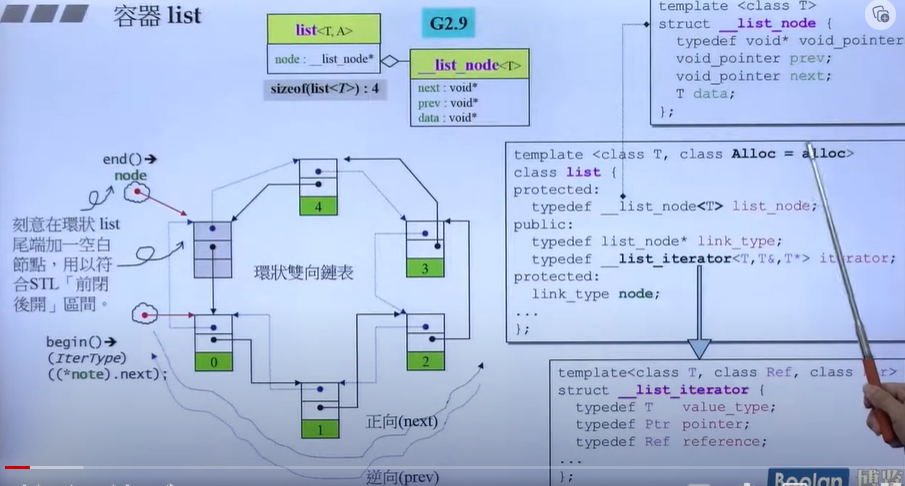 容器 list
G2.9
list<T, A>
node : __list_node*
sizeof(list<T>) : 4
__list_node<T>
next : void*
prev : void*
data : void*
template <class T>
struct __list_node {
typedef void* void_pointer
void_pointer prev;
void_pointer next;
T data;
};
template <class T, class Alloc = alloc>
class list {
protected:
typedef __list_node<T> list_node;
public:
typedef list_node* link_type;
typedef __list_iterator<T,T&,T*> iterator;
protected:
link_type node;
...
};
template<class T, class Ref, class
struct __list_iterator {
typedef T value_type;
typedef Ptr pointer;
typedef Ref reference;
...
};
end()➔
node
刻意在環狀 list
尾端加一空白
節點，用以符
合STL「前閉
後開」區間。
begin()➔
(IterType)
((*note).next);
環狀雙向鏈表
4
3
0
2
1
正向(next)
逆向(prev)
Boolan